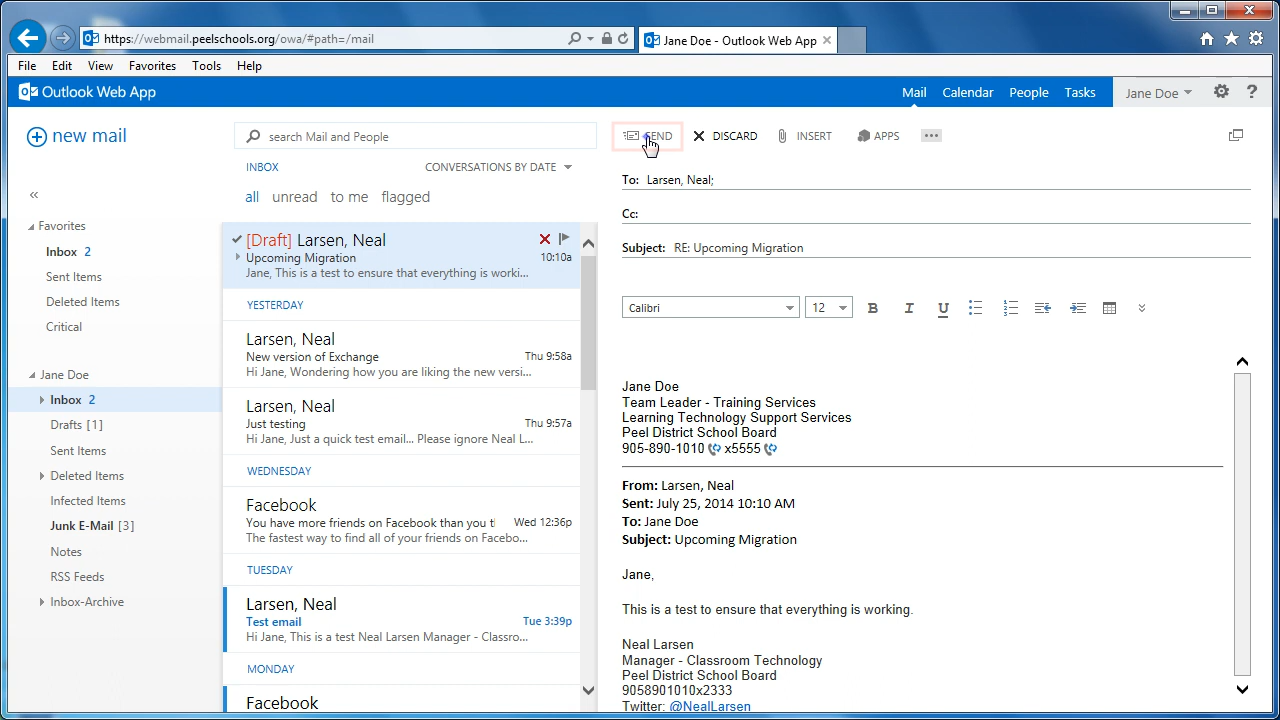 https://webmail.peelschools.org/owa/#path=/mail
Jane Doe - Outlook Web App
File Edit View Favorites Tools Help
Outlook Web App
Mail Calendar People Tasks Jane Doe ?
new mail
search Mail and People
SEND DISCARD INSERT APPS
INBOX CONVERSATIONS BY DATE
all unread to me flagged
Favorites
Inbox 2
Sent Items
Deleted Items
Critical
Jane Doe
Inbox 2
Drafts [1]
Sent Items
Deleted Items
Infected Items
Junk E-Mail [3]
Notes
RSS Feeds
Inbox-Archive
[Draft] Larsen, Neal
Upcoming Migration 10:10a
Jane, This is a test to ensure that everything is worki...
YESTERDAY
Larsen, Neal
New version of Exchange Thu 9:58a
Hi Jane, Wondering how you are liking the new versi...
Larsen, Neal
Just testing Thu 9:57a
Hi Jane, Just a quick test email... Please ignore Neal L...
WEDNESDAY
Facebook
You have more friends on Facebook than you t Wed 12:36p
The fastest way to find all of your friends on Facebo...
TUESDAY
Larsen, Neal
Test email Tue 3:39p
Hi Jane, This is a test Neal Larsen Manager - Classro...
MONDAY
Facebook
To: Larsen, Neal;
Cc:
Subject: RE: Upcoming Migration
Calibri 12 B I U
Jane Doe
Team Leader - Training Services
Learning Technology Support Services
Peel District School Board
905-890-1010 x5555
From: Larsen, Neal
Sent: July 25, 2014 10:10 AM
To: Jane Doe
Subject: Upcoming Migration
Jane,
This is a test to ensure that everything is working.
Neal Larsen
Manager - Classroom Technology
Peel District School Board
9058901010x2333
Twitter: @NealLarsen